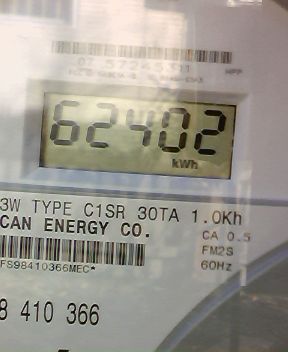 62402
kWh
3W TYPE C1SR 30TA 1.0Kh
CAN ENERGY CO.
CA 0.5
FM2S
60Hz
FS98410366MEC*
8 410 366